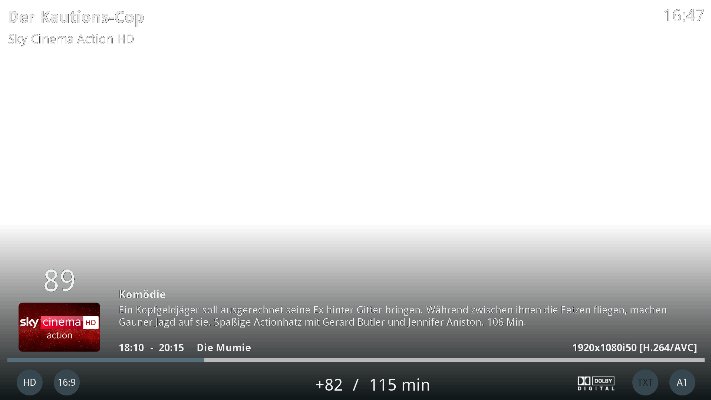 Der Kautions-Cop
16:47
Sky Cinema Action HD
89
Komödie
Ein Kopfgeldjäger soll ausgerechnet seine Ex hinter Gitter bringen. Während zwischen ihnen die Fetzen fliegen, machen
Gauner Jagd auf sie. Spaßige Actionhatz mit Gerard Butler und Jennifer Aniston. 106 Min
sky cinema HD
action
18:10 - 20:15 Die Mumie
1920x1080i50 [H.264/AVC]
HD
16:9
+82 / 115 min
DOLBY
DIGITAL
TXT
A1